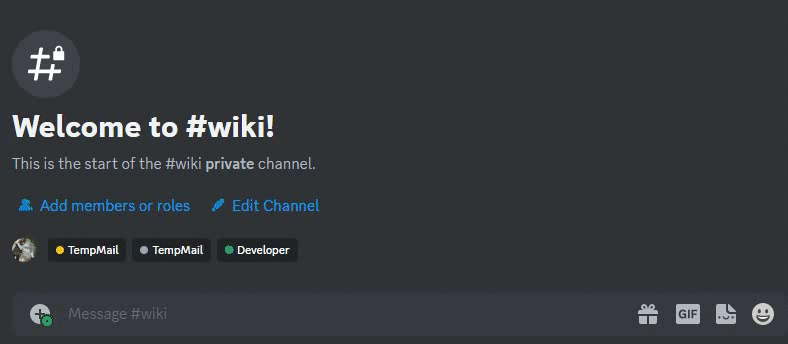 Welcome to #wiki!
This is the start of the #wiki private channel.
Add members or roles Edit Channel
TempMail TempMail Developer
Message #wiki GIF